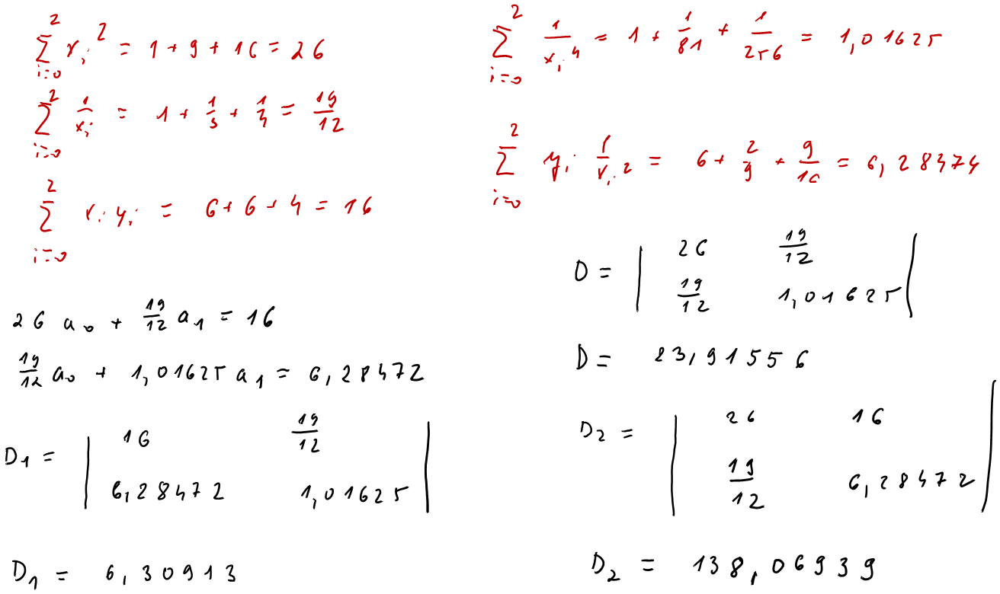 \sum_{i=0}^{2} x_i^2 = 1 + 9 + 16 = 26
\sum_{i=0}^{2} \frac{1}{x_i} = 1 + \frac{1}{3} + \frac{1}{4} = \frac{19}{12}
\sum_{i=0}^{2} x_i y_i = 6 + 6 + 4 = 16
26 a_0 + \frac{19}{12} a_1 = 16
\frac{19}{12} a_0 + 1,01625 a_1 = 6,28472
D_1 = \begin{vmatrix} 16 & \frac{19}{12} \\ 6,28472 & 1,01625 \end{vmatrix}
D_1 = 6,30913
\sum_{i=0}^{2} \frac{1}{x_i^4} = 1 + \frac{1}{81} + \frac{1}{256} = 1,01625
\sum_{i=0}^{2} y_i \frac{1}{x_i^2} = 6 + \frac{2}{9} + \frac{9}{16} = 6,28474
D = \begin{vmatrix} 26 & \frac{19}{12} \\ \frac{19}{12} & 1,01625 \end{vmatrix}
D = 23,91556
D_2 = \begin{vmatrix} 26 & 16 \\ \frac{19}{12} & 6,28472 \end{vmatrix}
D_2 = 138,06939